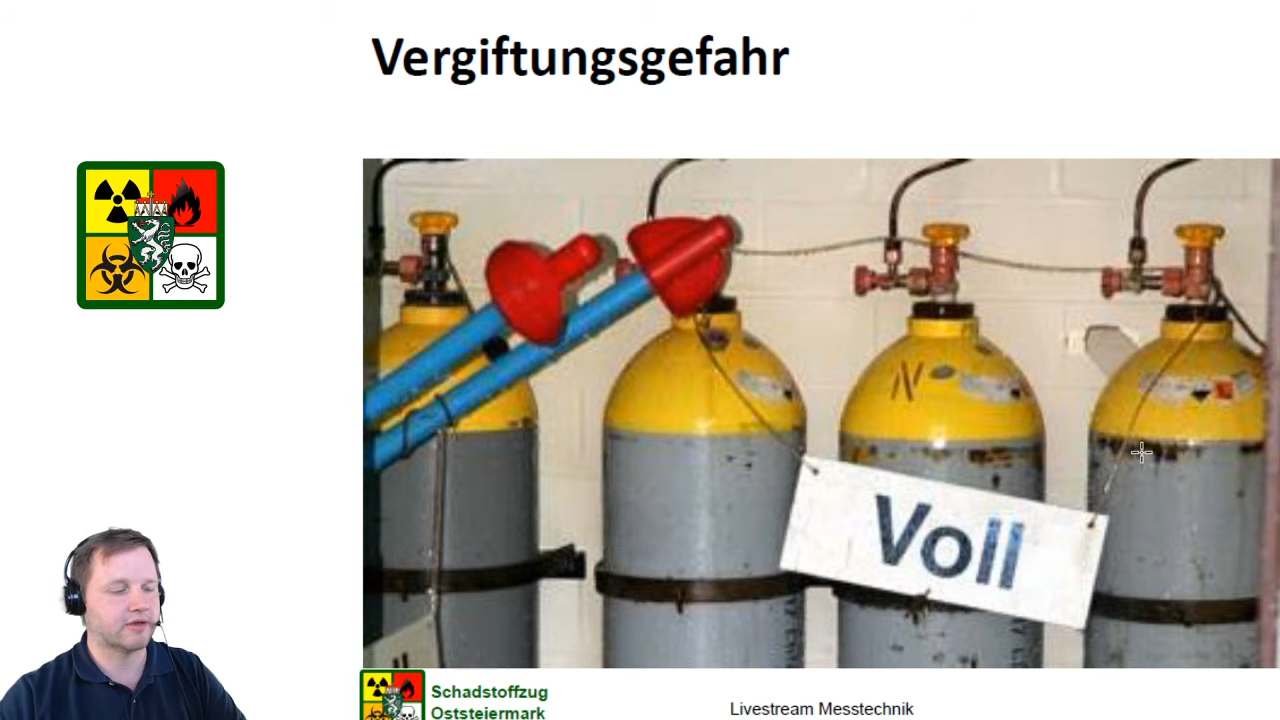 Vergiftungsgefahr
Voll
Schadstoffzug
Oststeiermark
Livestream Messtechnik